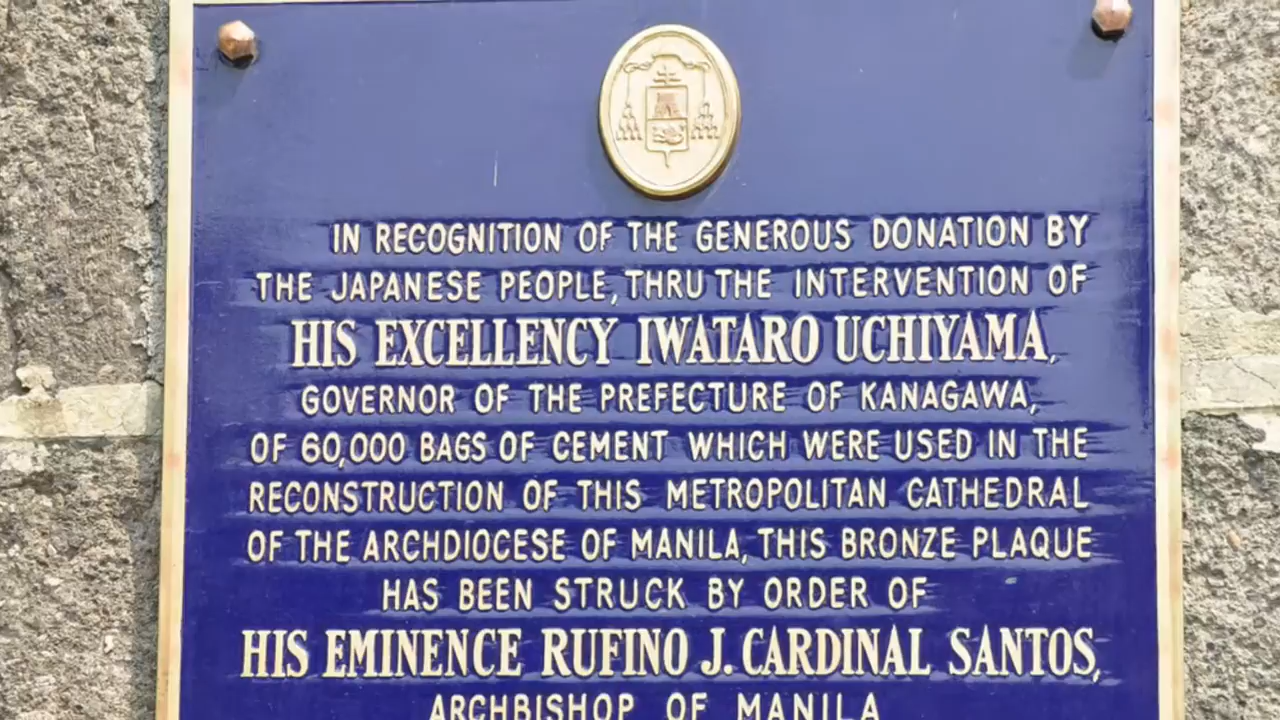 IN RECOGNITION OF THE GENEROUS DONATION BY
THE JAPANESE PEOPLE, THRU THE INTERVENTION OF
HIS EXCELLENCY IWATARO UCHIYAMA,
GOVERNOR OF THE PREFECTURE OF KANAGAWA,
OF 60,000 BAGS OF CEMENT WHICH WERE USED IN THE
RECONSTRUCTION OF THIS METROPOLITAN CATHEDRAL
OF THE ARCHDIOCESE OF MANILA, THIS BRONZE PLAQUE
HAS BEEN STRUCK BY ORDER OF
HIS EMINENCE RUFINO J. CARDINAL SANTOS,
ARCHBISHOP OF MANILA